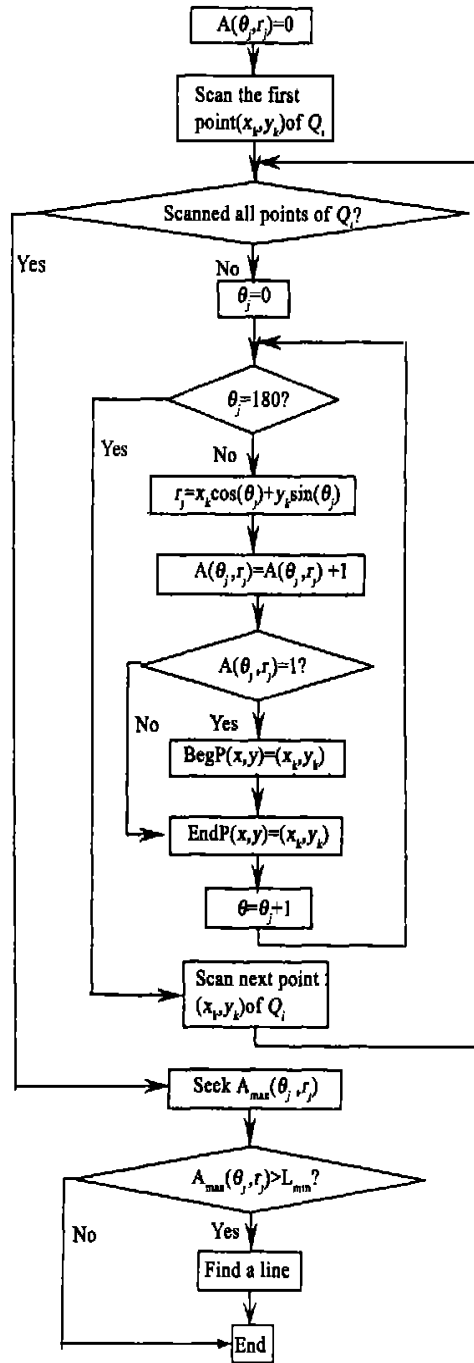 A(θj,rj)=0
Scan the first
point(xk,yk)of Qi
Scanned all points of Qi?
Yes
No
θj=0
θj=180?
Yes
No
rj=xkcos(θj)+yksin(θj)
A(θj,rj)=A(θj,rj)+1
A(θj,rj)=1?
No
Yes
BegP(x,y)=(xk,yk)
EndP(x,y)=(xk,yk)
θ=θj+1
Scan next point
(xk,yk)of Qi
Seek Amax(θj,rj)
Amax(θj,rj)>Lmin?
No
Yes
Find a line
End